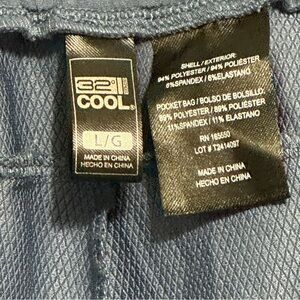 32° COOL®
L/G
MADE IN CHINA
HECHO EN CHINA
SHELL/EXTERIOR:
94% POLYESTER / 94% POLIÉSTER
6%SPANDEX / 6%ELASTANO
POCKET BAG / BOLSO DE BOLSILLO:
89% POLYESTER / 89% POLIÉSTER
11%SPANDEX / 11% ELASTANO
RN 165550
LOT # T2414097
MADE IN CHINA
HECHO EN CHINA